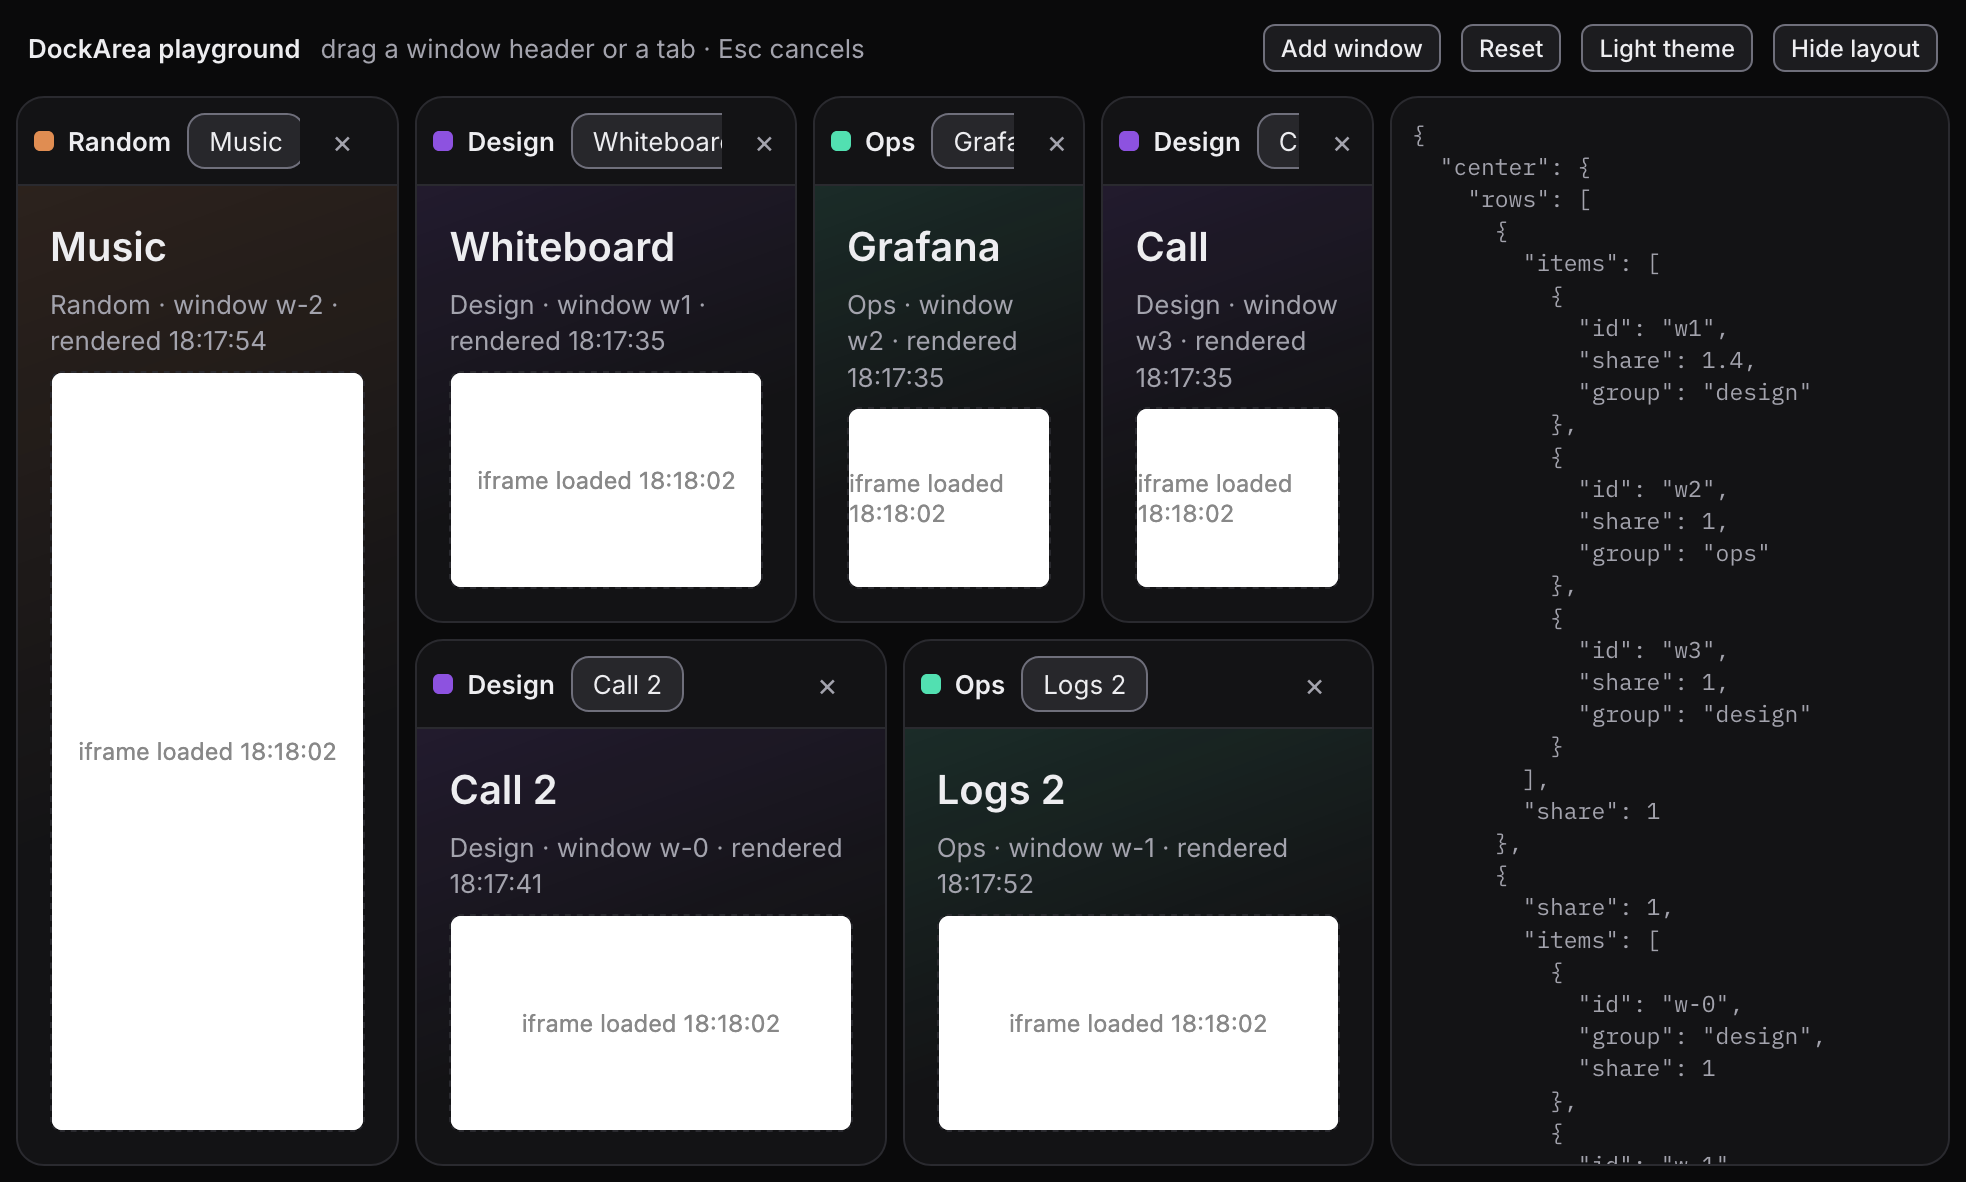 DockArea playground drag a window header or a tab · Esc cancels
Add window
Reset
Light theme
Hide layout
Random Music ×
Music
Random · window w-2 ·
rendered 18:17:54
iframe loaded 18:18:02
Design Whiteboard ×
Whiteboard
Design · window w1 ·
rendered 18:17:35
iframe loaded 18:18:02
Ops Grafa ×
Grafana
Ops · window
w2 · rendered
18:17:35
iframe loaded
18:18:02
Design C ×
Call
Design · window
w3 · rendered
18:17:35
iframe loaded
18:18:02
Design Call 2 ×
Call 2
Design · window w-0 · rendered
18:17:41
iframe loaded 18:18:02
Ops Logs 2 ×
Logs 2
Ops · window w-1 · rendered
18:17:52
iframe loaded 18:18:02
{
"center": {
"rows": [
{
"items": [
{
"id": "w1",
"share": 1.4,
"group": "design"
},
{
"id": "w2",
"share": 1,
"group": "ops"
},
{
"id": "w3",
"share": 1,
"group": "design"
}
],
"share": 1
},
{
"share": 1,
"items": [
{
"id": "w-0",
"group": "design",
"share": 1
},
{
"id": "w-1"